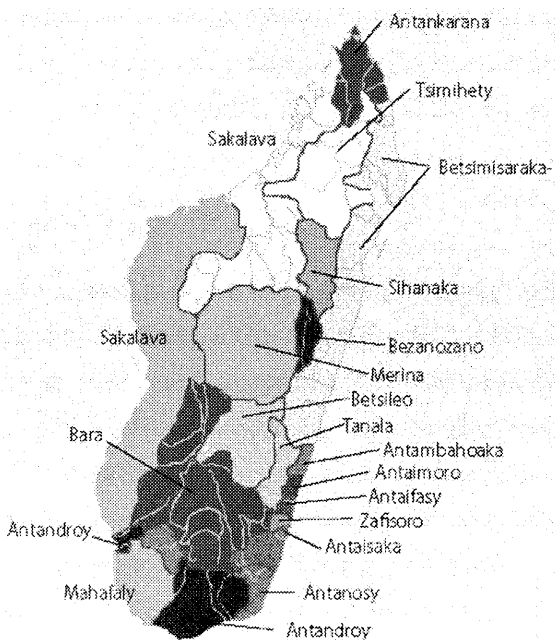 Antankarana
Tsimihety
Sakalava
Betsimisaraka-
Sihanaka
Sakalava
Bezanozano
Merina
Betsileo
Tanala
Bara
Antambahoaka
Antaimoro
Antaifasy
Zafisoro
Antandroy
Antaisaka
Mahafaly
Antanosy
Antandroy